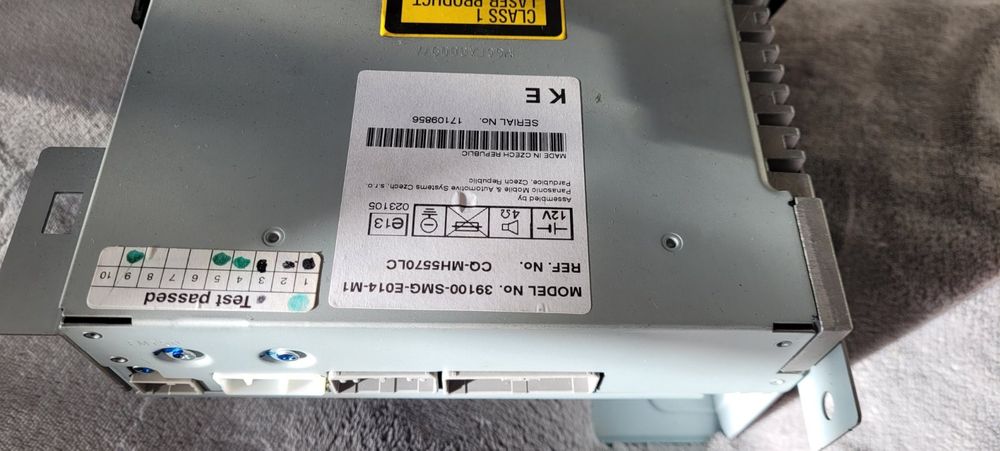 MODEL No. 39100-SMG-E014-M1
REF. No. CQ-MH5570LC
12V 4Ω e13
023105
Assembled by
Panasonic Mobile & Automotive Systems Czech, s.r.o.
Pardubice, Czech Republic
MADE IN CZECH REPUBLIC
SERIAL No. 17109856
K E
Test passed
1 2 3 4 5 6 7 8 9 10
CLASS 1
LASER PRODUCT